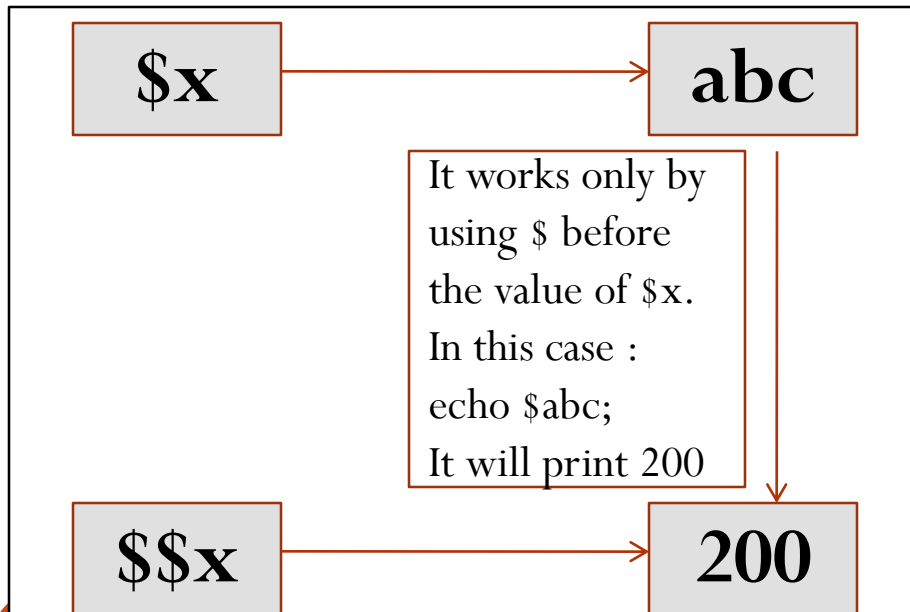 $x
abc
It works only by
using $ before
the value of $x.
In this case :
echo $abc;
It will print 200
$$x
200